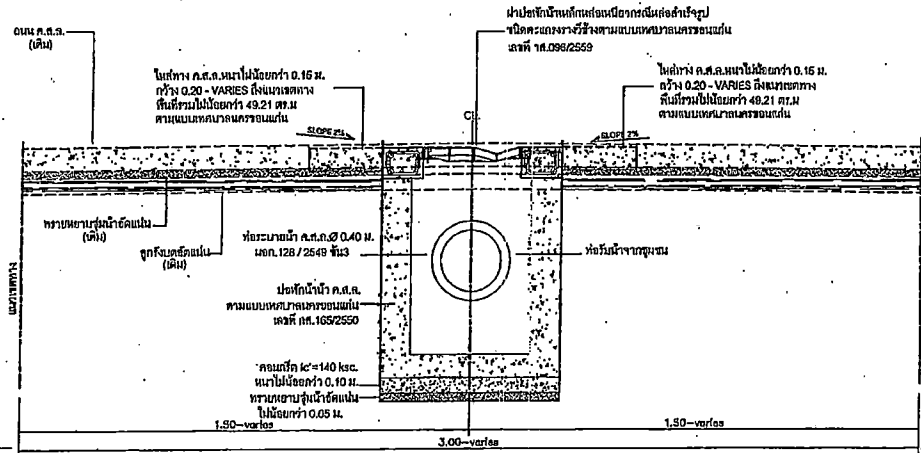 ฝาบ่อพักน้ำเหล็กหล่อเหนียวกรณีหล่อสำเร็จรูป
ชนิดตะแกรงรางวีข้างตามแบบเทศบาลนครขอนแก่น
เลขที่ วส.096/2559
ถนน ค.ส.ล.
(เดิม)
ไหล่ทาง ค.ส.ล.หนาไม่น้อยกว่า 0.15 ม.
กว้าง 0.20 - VARIES ถึงแนวเขตทาง
พื้นที่รวมไม่น้อยกว่า 49.21 ตร.ม
ตามแบบเทศบาลนครขอนแก่น
ไหล่ทาง ค.ส.ล.หนาไม่น้อยกว่า 0.15 ม.
กว้าง 0.20 - VARIES ถึงแนวเขตทาง
พื้นที่รวมไม่น้อยกว่า 49.21 ตร.ม
ตามแบบเทศบาลนครขอนแก่น
SLOPE 2%
SLOPE 2%
ทรายหยาบชุ่มน้ำอัดแน่น
(เดิม)
ลูกรังบดอัดแน่น
(เดิม)
ท่อระบายน้ำ ค.ส.ล.Ø 0.40 ม.
มอก.128 / 2549 ชั้น3
ท่อรับน้ำจากชุมชน
บ่อพักน้ำ ค.ส.ล.
ตามแบบเทศบาลนครขอนแก่น
เลขที่ กส.165/2550
แนวเขตทาง
คอนกรีต fc'=140 ksc.
หนาไม่น้อยกว่า 0.10 ม.
ทรายหยาบชุ่มน้ำอัดแน่น
ไม่น้อยกว่า 0.05 ม.
1.50-varies
1.50-varies
3.00-varies